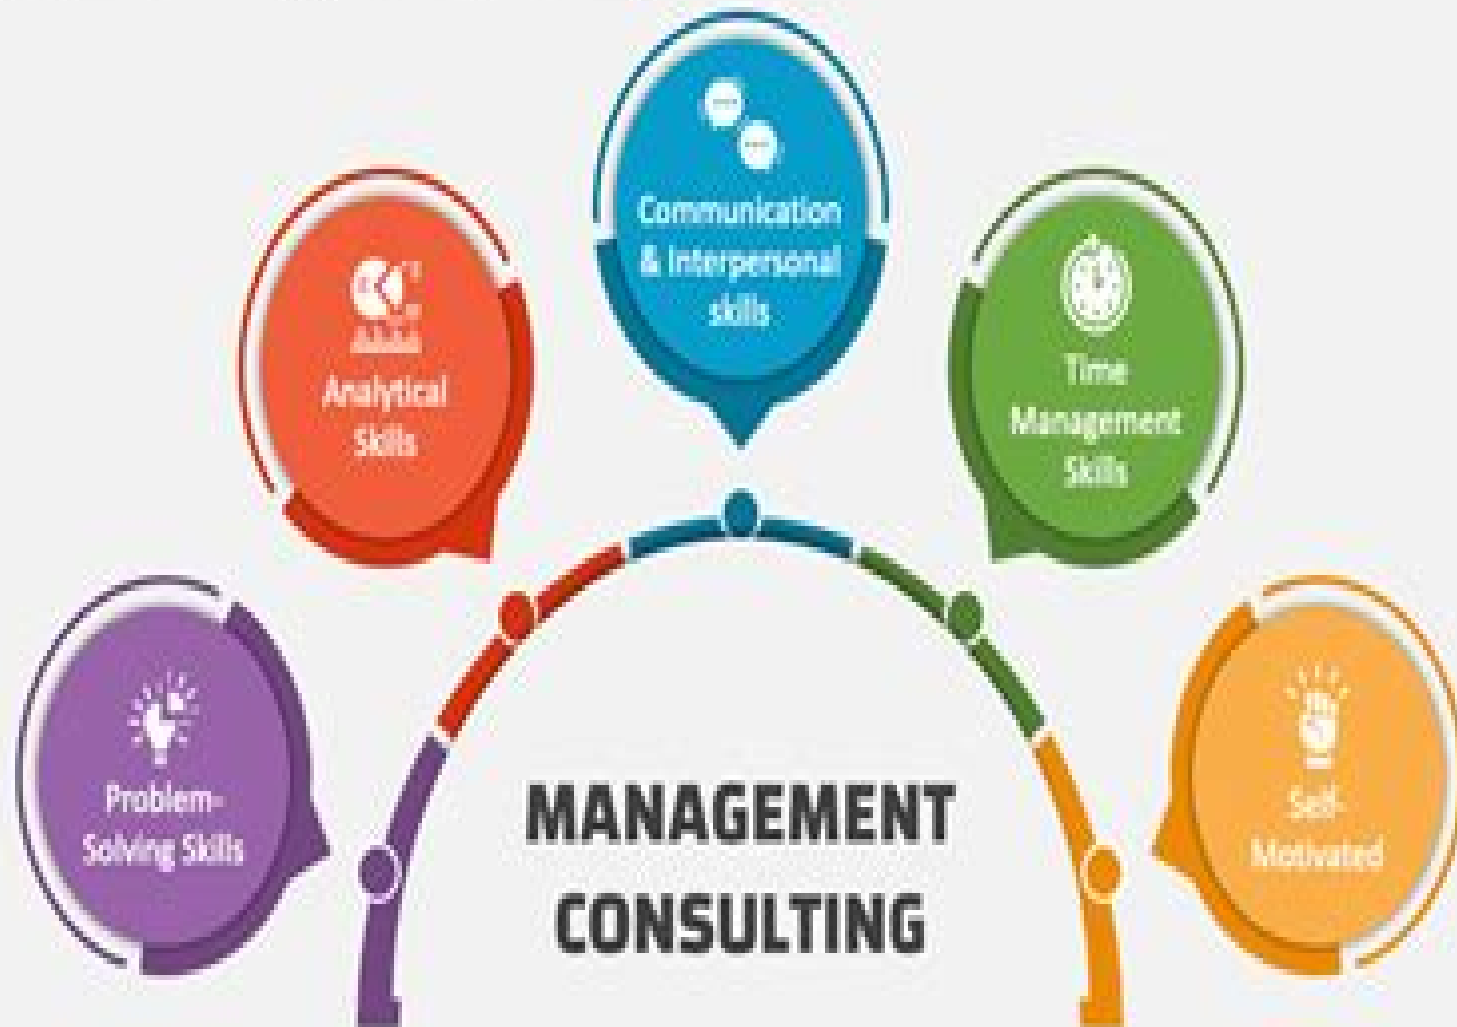 Communication
& Interpersonal
skills
Analytical
Skills
Time
Management
Skills
Problem-
Solving Skills
Self-
Motivated
MANAGEMENT
CONSULTING